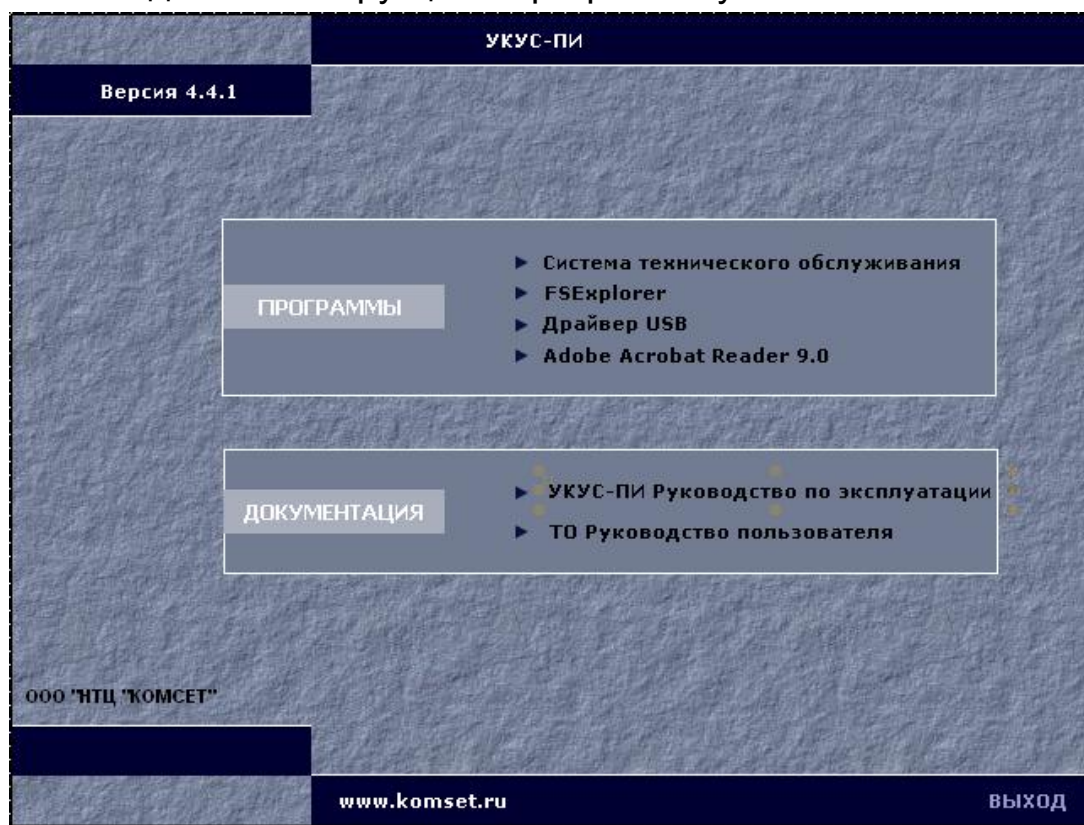 УКУС-ПИ
Версия 4.4.1
ПРОГРАММЫ
Система технического обслуживания
FSExplorer
Драйвер USB
Adobe Acrobat Reader 9.0
ДОКУМЕНТАЦИЯ
УКУС-ПИ Руководство по эксплуатации
ТО Руководство пользователя
ООО "НТЦ "КОМСЕТ"
www.komset.ru
ВЫХОД